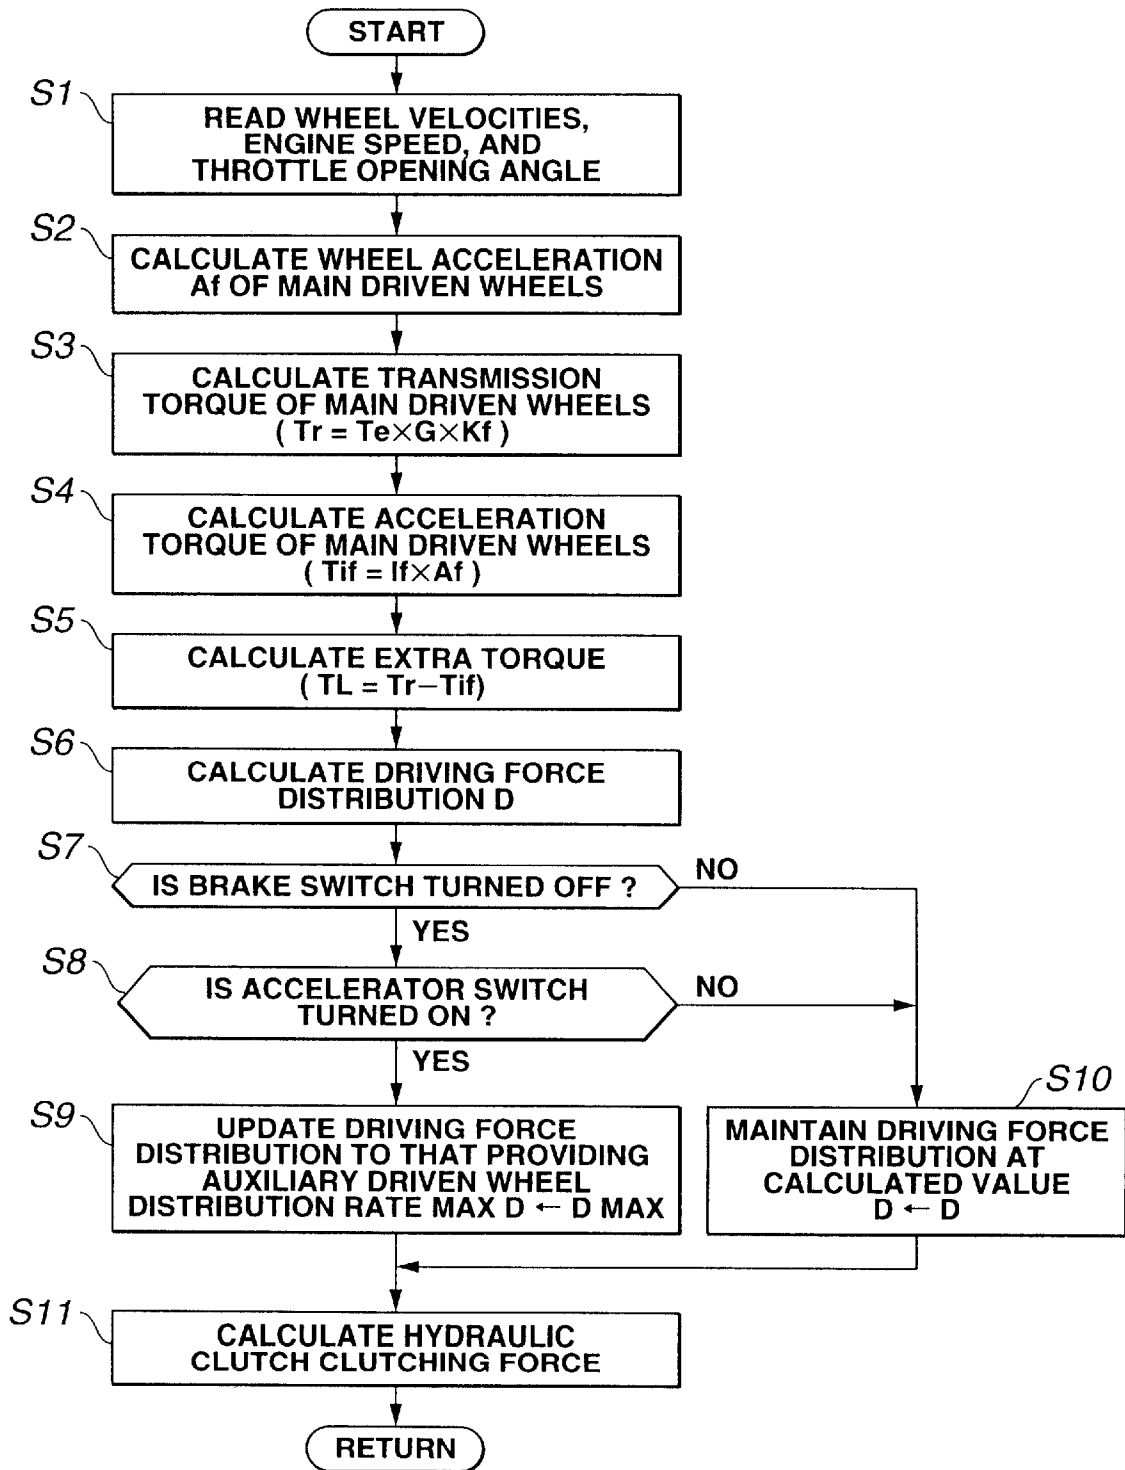 START
S1
READ WHEEL VELOCITIES,
ENGINE SPEED, AND
THROTTLE OPENING ANGLE
S2
CALCULATE WHEEL ACCELERATION
Af OF MAIN DRIVEN WHEELS
S3
CALCULATE TRANSMISSION
TORQUE OF MAIN DRIVEN WHEELS
( Tr = Te×G×Kf )
S4
CALCULATE ACCELERATION
TORQUE OF MAIN DRIVEN WHEELS
( Tif = If×Af )
S5
CALCULATE EXTRA TORQUE
( TL = Tr−Tif)
S6
CALCULATE DRIVING FORCE
DISTRIBUTION D
S7
IS BRAKE SWITCH TURNED OFF ?
NO
YES
S8
IS ACCELERATOR SWITCH
TURNED ON ?
NO
YES
S9
UPDATE DRIVING FORCE
DISTRIBUTION TO THAT PROVIDING
AUXILIARY DRIVEN WHEEL
DISTRIBUTION RATE MAX D ← D MAX
S10
MAINTAIN DRIVING FORCE
DISTRIBUTION AT
CALCULATED VALUE
D ← D
S11
CALCULATE HYDRAULIC
CLUTCH CLUTCHING FORCE
RETURN